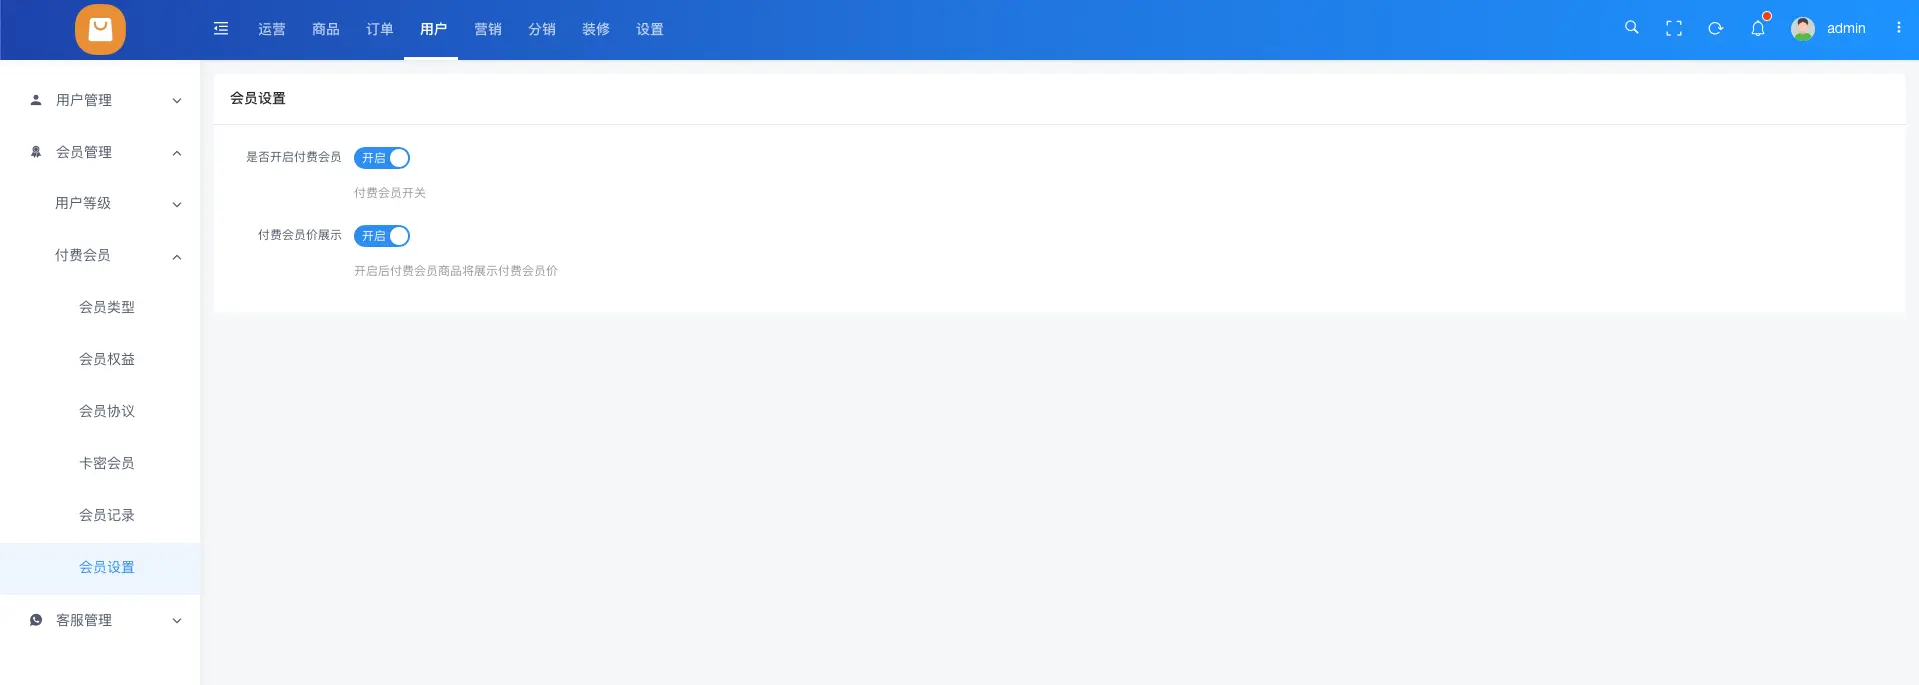 运营 商品 订单 用户 营销 分销 装修 设置 admin
用户管理
会员管理
用户等级
付费会员
会员类型
会员权益
会员协议
卡密会员
会员记录
会员设置
客服管理
会员设置
是否开启付费会员 开启
付费会员开关
付费会员价展示 开启
开启后付费会员商品将展示付费会员价